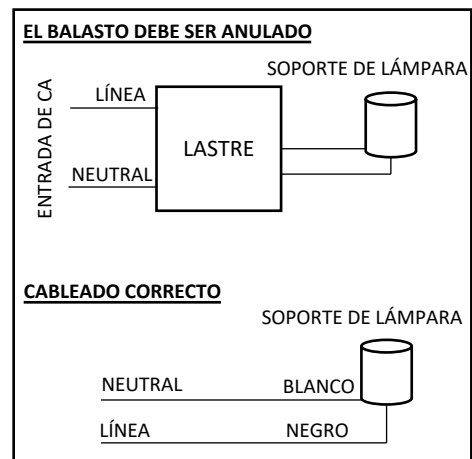 EL BALASTO DEBE SER ANULADO
SOPORTE DE LÁMPARA
ENTRADA DE CA
LÍNEA
LASTRE
NEUTRAL
CABLEADO CORRECTO
SOPORTE DE LÁMPARA
NEUTRAL BLANCO
LÍNEA NEGRO